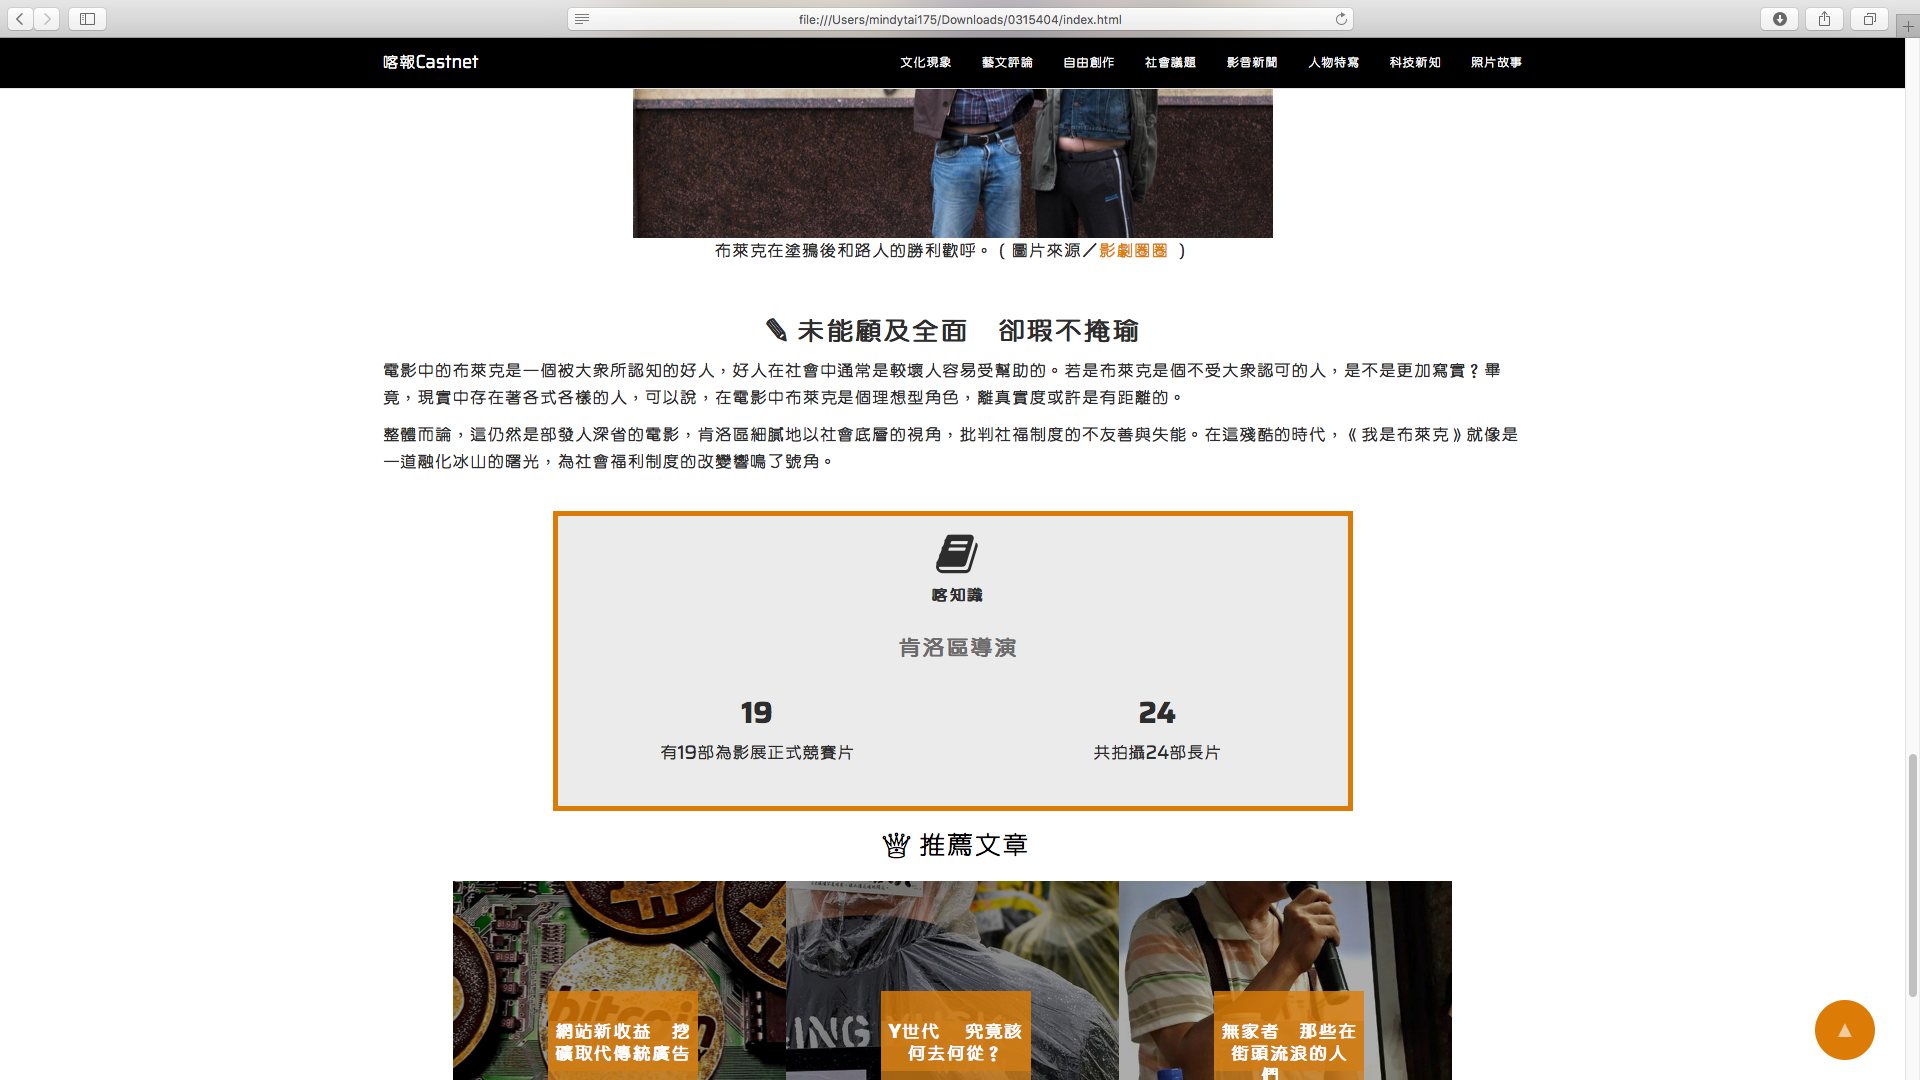 file:///Users/mindytai175/Downloads/0315404/index.html
喀報Castnet
文化現象 藝文評論 自由創作 社會議題 影音新聞 人物特寫 科技新知 照片故事
布萊克在塗鴉後和路人的勝利歡呼。(圖片來源／影劇圈圈 )
未能顧及全面　卻瑕不掩瑜
電影中的布萊克是一個被大眾所認知的好人，好人在社會中通常是較壞人容易受幫助的。若是布萊克是個不受大眾認可的人，是不是更加寫實？畢
竟，現實中存在著各式各樣的人，可以說，在電影中布萊克是個理想型角色，離真實度或許是有距離的。
整體而論，這仍然是部發人深省的電影，肯洛區細膩地以社會底層的視角，批判社福制度的不友善與失能。在這殘酷的時代，《我是布萊克》就像是
一道融化冰山的曙光，為社會福利制度的改變響鳴了號角。
喀知識
肯洛區導演
19
有19部為影展正式競賽片
24
共拍攝24部長片
推薦文章
bitcoin
網站新收益　挖
礦取代傳統廣告
ING
Y世代　究竟該
何去何從？
無家者　那些在
街頭流浪的人
們